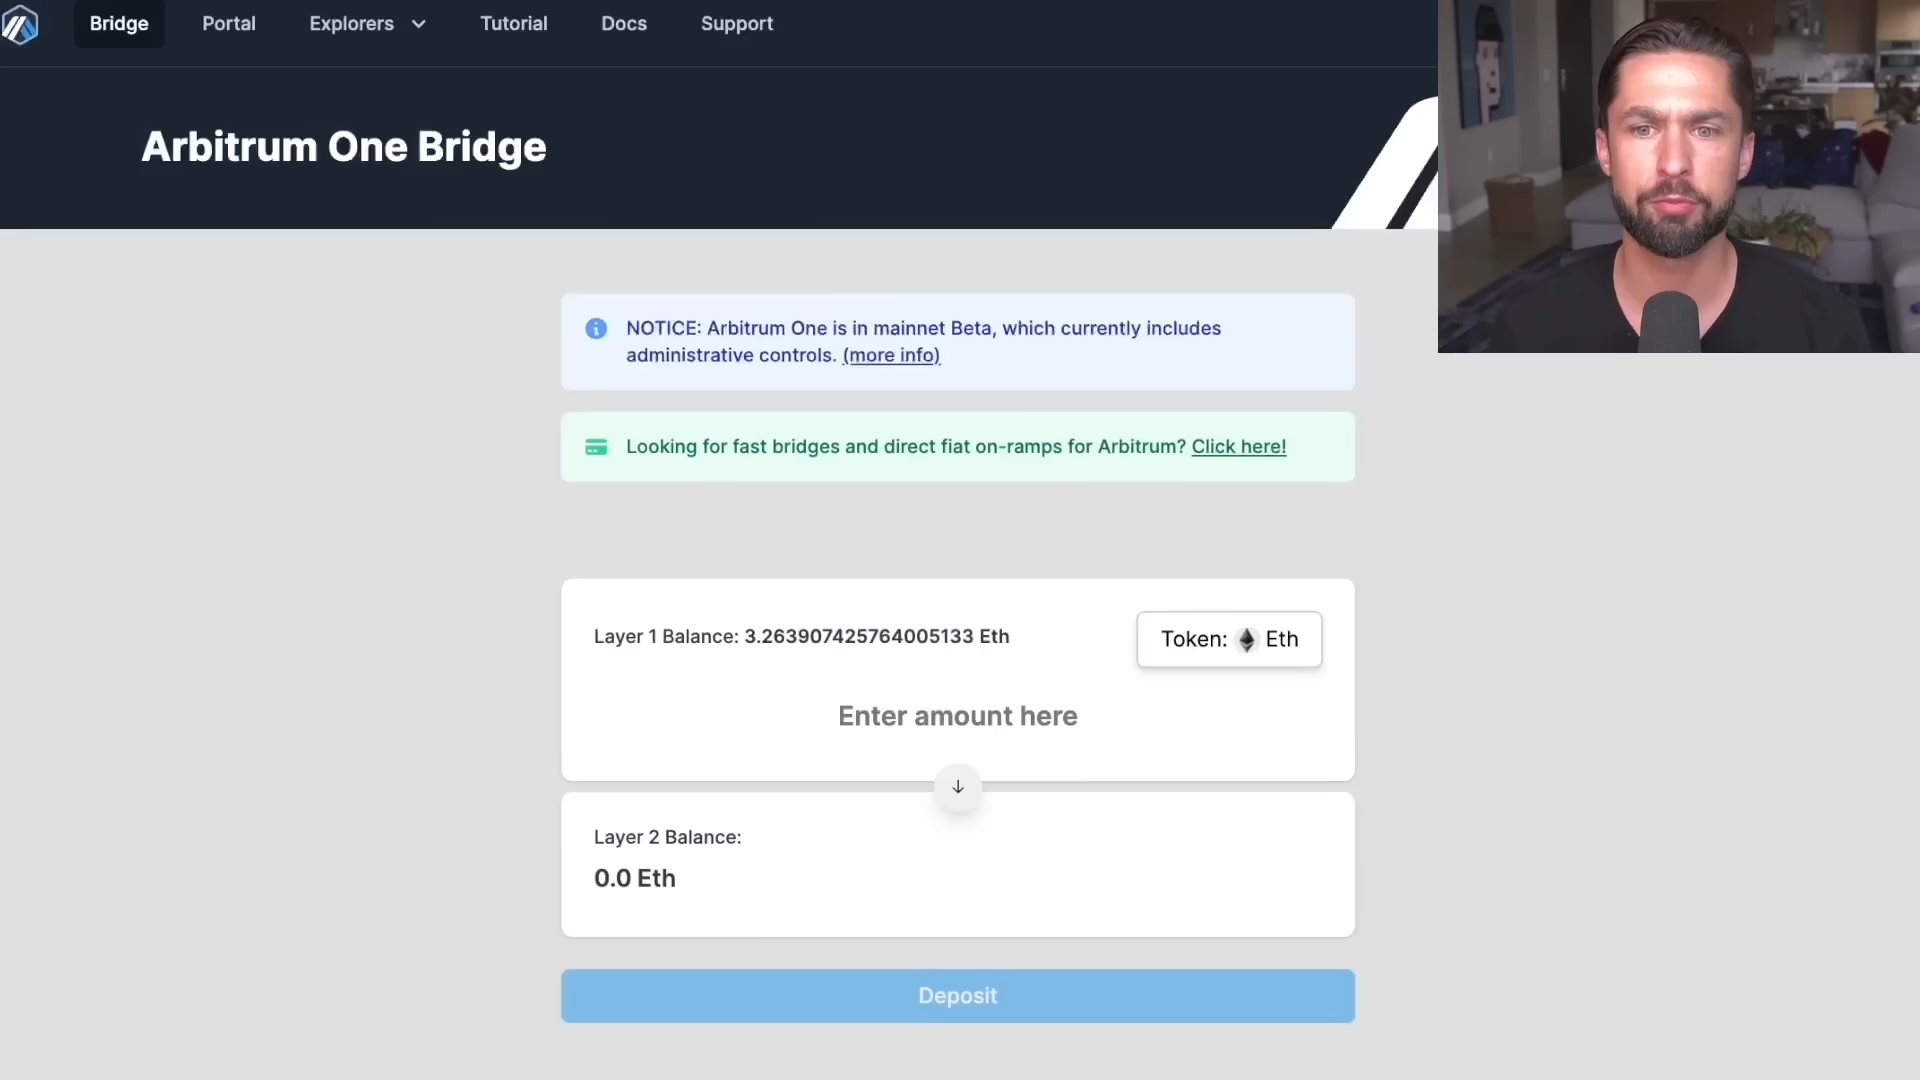 Bridge
Portal
Explorers
Tutorial
Docs
Support
Arbitrum One Bridge
NOTICE: Arbitrum One is in mainnet Beta, which currently includes
administrative controls. (more info)
Looking for fast bridges and direct fiat on-ramps for Arbitrum? Click here!
Layer 1 Balance: 3.263907425764005133 Eth
Token: Eth
Enter amount here
Layer 2 Balance:
0.0 Eth
Deposit